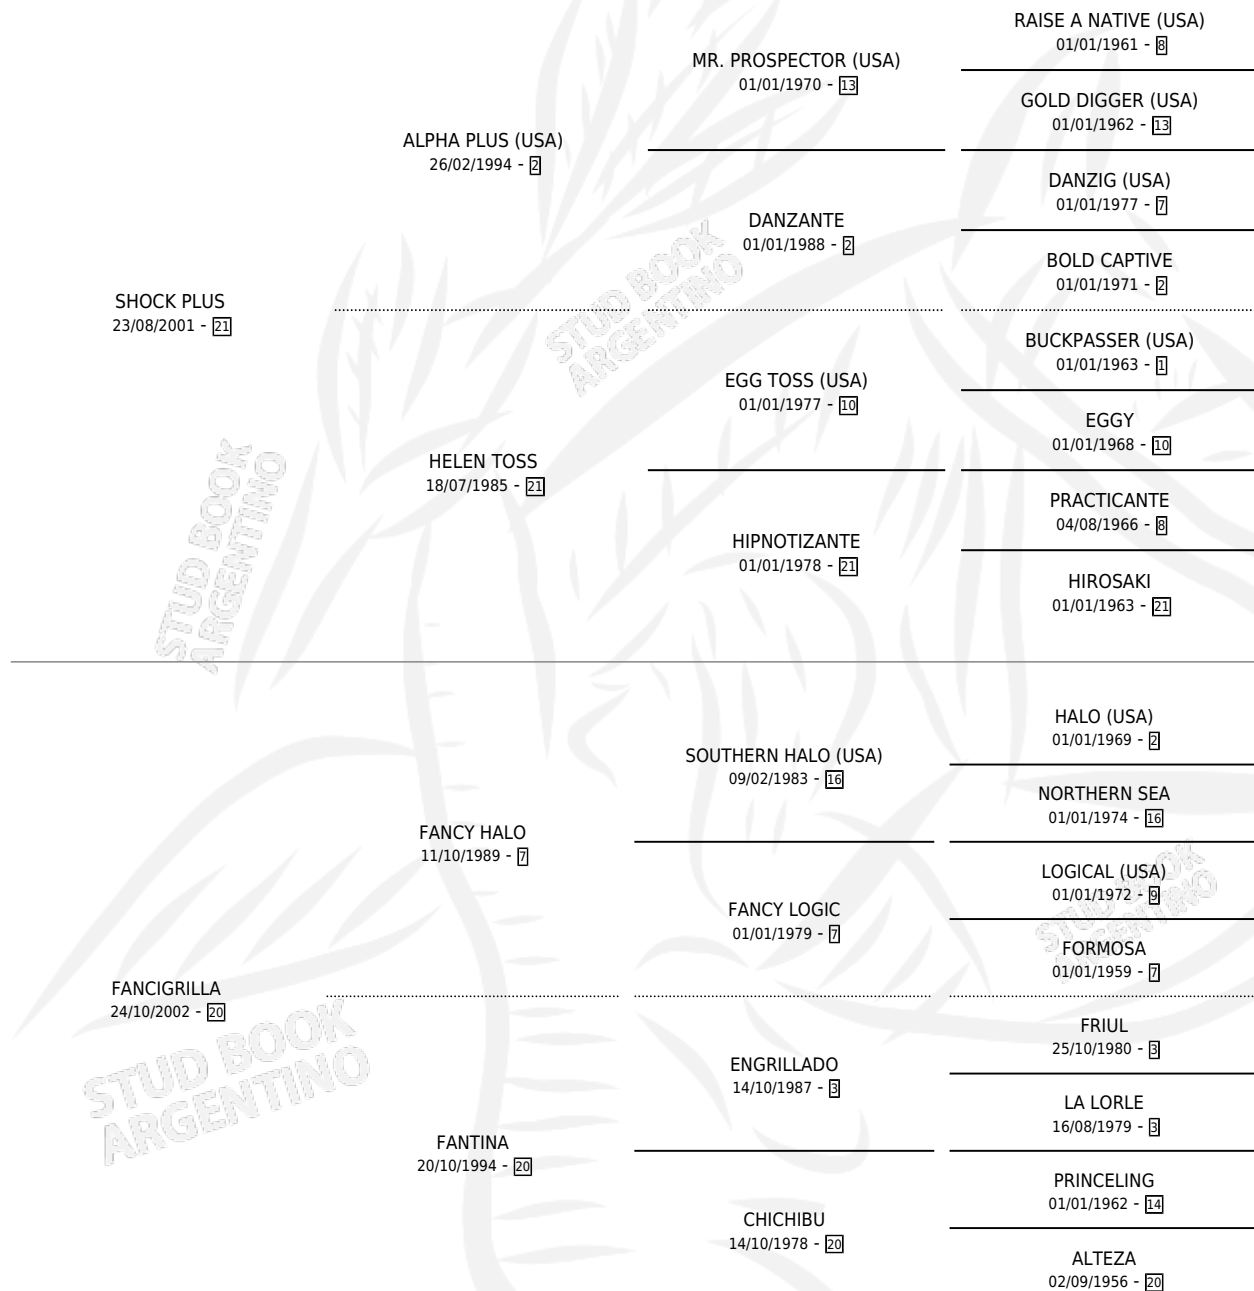 RAISE A NATIVE (USA)
01/01/1961 - 8
MR. PROSPECTOR (USA)
01/01/1970 - 13
GOLD DIGGER (USA)
01/01/1962 - 13
ALPHA PLUS (USA)
26/02/1994 - 2
DANZIG (USA)
01/01/1977 - 7
DANZANTE
01/01/1988 - 2
BOLD CAPTIVE
01/01/1971 - 2
SHOCK PLUS
23/08/2001 - 21
BUCKPASSER (USA)
01/01/1963 - 1
EGG TOSS (USA)
01/01/1977 - 10
EGGY
01/01/1968 - 10
HELEN TOSS
18/07/1985 - 21
PRACTICANTE
04/08/1966 - 8
HIPNOTIZANTE
01/01/1978 - 21
HIROSAKI
01/01/1963 - 21
HALO (USA)
01/01/1969 - 2
SOUTHERN HALO (USA)
09/02/1983 - 16
NORTHERN SEA
01/01/1974 - 16
FANCY HALO
11/10/1989 - 7
LOGICAL (USA)
01/01/1972 - 9
FANCY LOGIC
01/01/1979 - 7
FORMOSA
01/01/1959 - 7
FANCIGRILLA
24/10/2002 - 20
FRIUL
25/10/1980 - 3
ENGRILLADO
14/10/1987 - 3
LA LORLE
16/08/1979 - 3
FANTINA
20/10/1994 - 20
PRINCELING
01/01/1962 - 14
CHICHIBU
14/10/1978 - 20
ALTEZA
02/09/1956 - 20
STUD BOOK
ARGENTINO
STUD BOOK
ARGENTINO
STUD BOOK
ARGENTINO
STUD BOOK
ARGENTINO